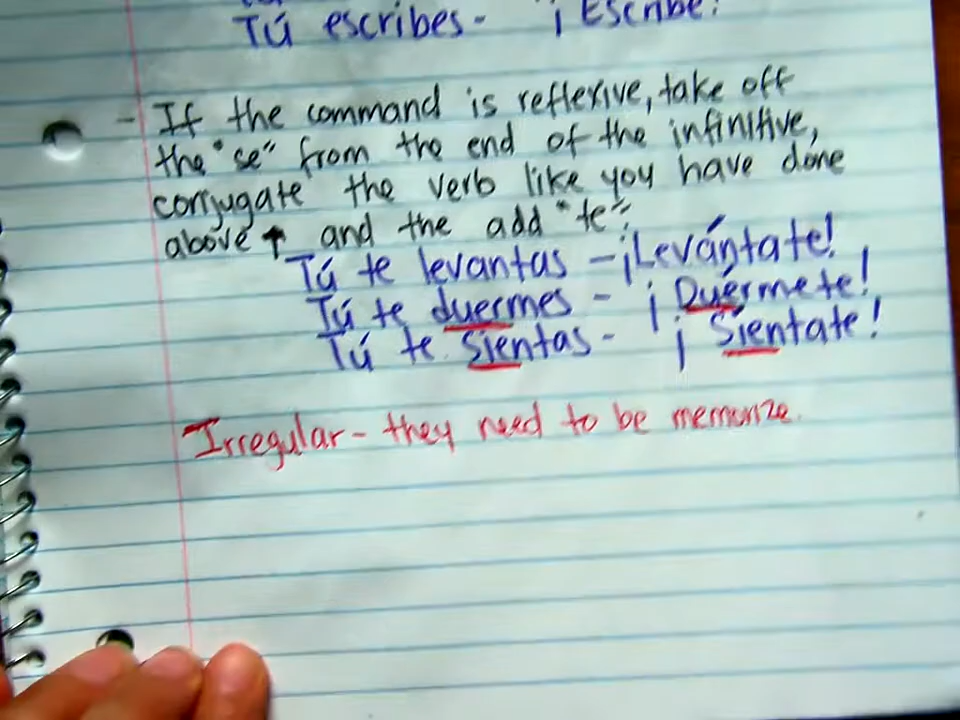 Tú escribes - ¡Escribe!
- If the command is reflexive, take off
the "se" from the end of the infinitive,
conjugate the verb like you have done
above ↑ and the add "te":
Tú te levantas - ¡Levántate!
Tú te duermes - ¡Duérmete!
Tú te sientas - ¡Sientate!
Irregular - they need to be memorize.